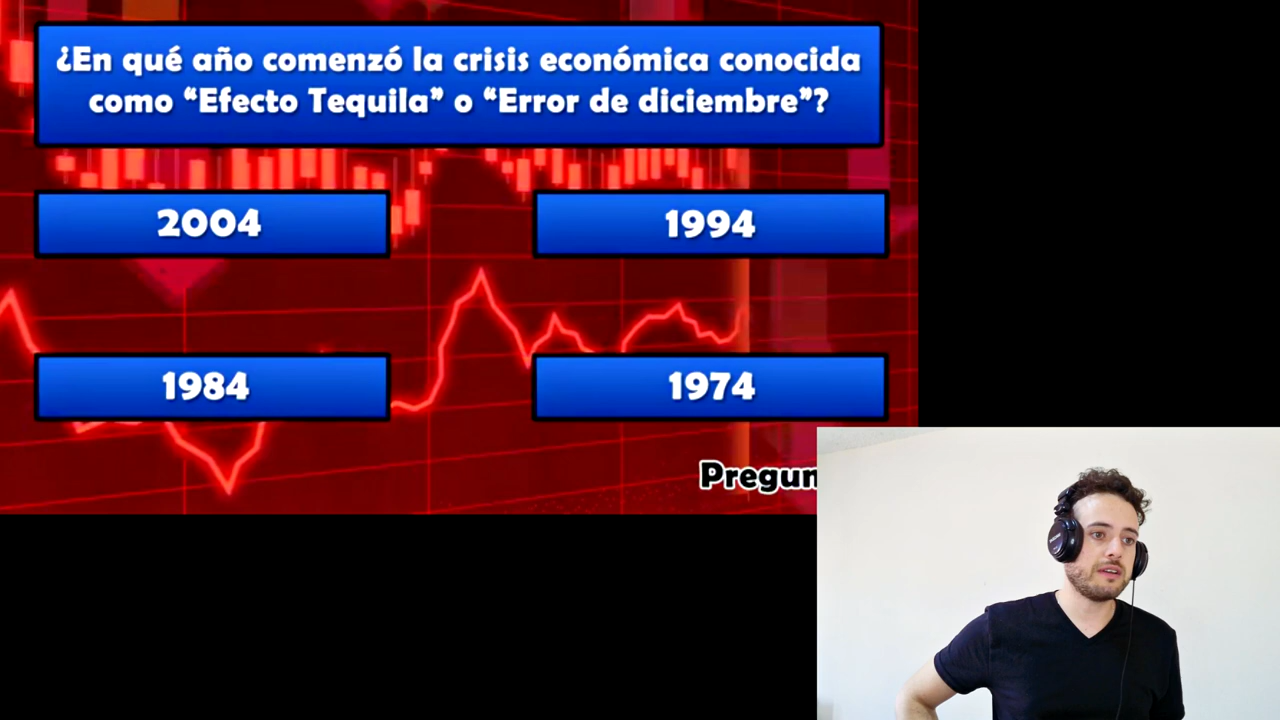 ¿En qué año comenzó la crisis económica conocida
como “Efecto Tequila” o “Error de diciembre”?
2004
1994
1984
1974
Pregun